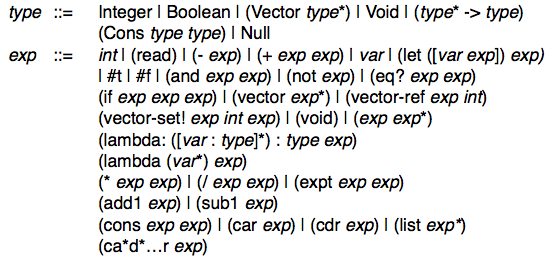 type ::= Integer | Boolean | (Vector type*) | Void | (type* -> type)
(Cons type type) | Null
exp ::= int | (read) | (- exp) | (+ exp exp) | var | (let ([var exp]) exp)
| #t | #f | (and exp exp) | (not exp) | (eq? exp exp)
(if exp exp exp) | (vector exp*) | (vector-ref exp int)
(vector-set! exp int exp) | (void) | (exp exp*)
(lambda: ([var : type]*) : type exp)
(lambda (var*) exp)
(* exp exp) | (/ exp exp) | (expt exp exp)
(add1 exp) | (sub1 exp)
(cons exp exp) | (car exp) | (cdr exp) | (list exp*)
(ca*d*...r exp)